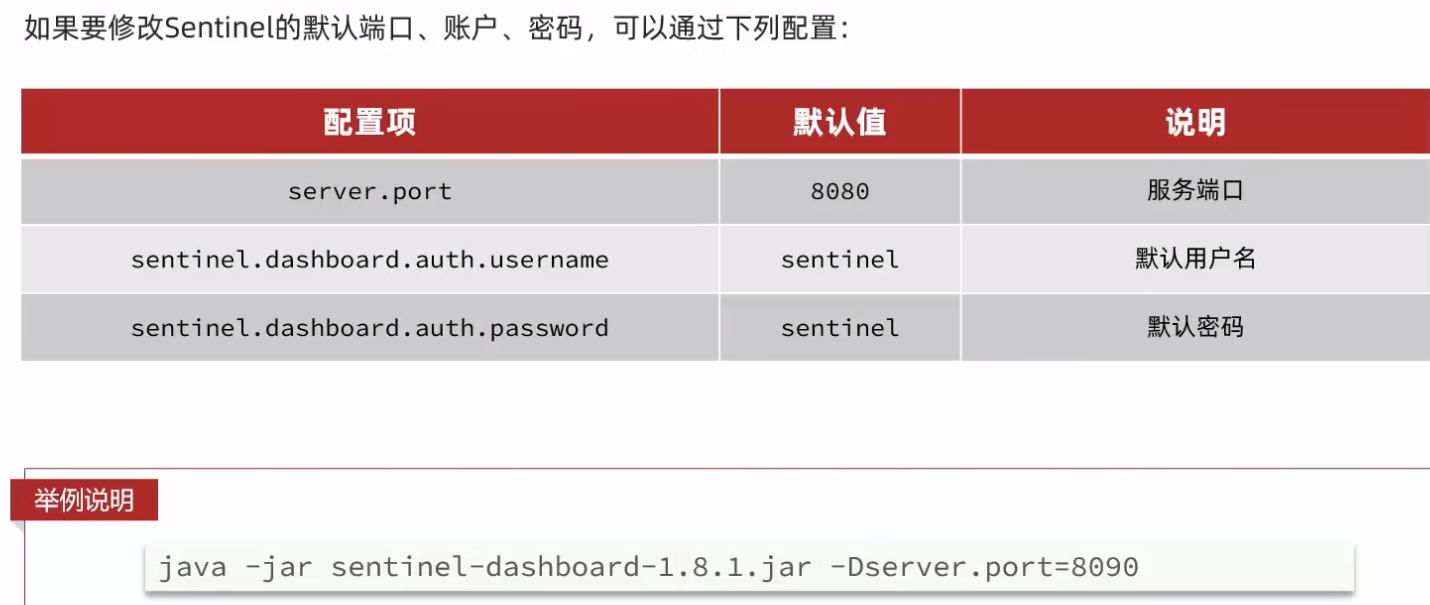 如果要修改Sentinel的默认端口、账户、密码，可以通过下列配置：
配置项 默认值 说明
server.port 8080 服务端口
sentinel.dashboard.auth.username sentinel 默认用户名
sentinel.dashboard.auth.password sentinel 默认密码
举例说明
java -jar sentinel-dashboard-1.8.1.jar -Dserver.port=8090